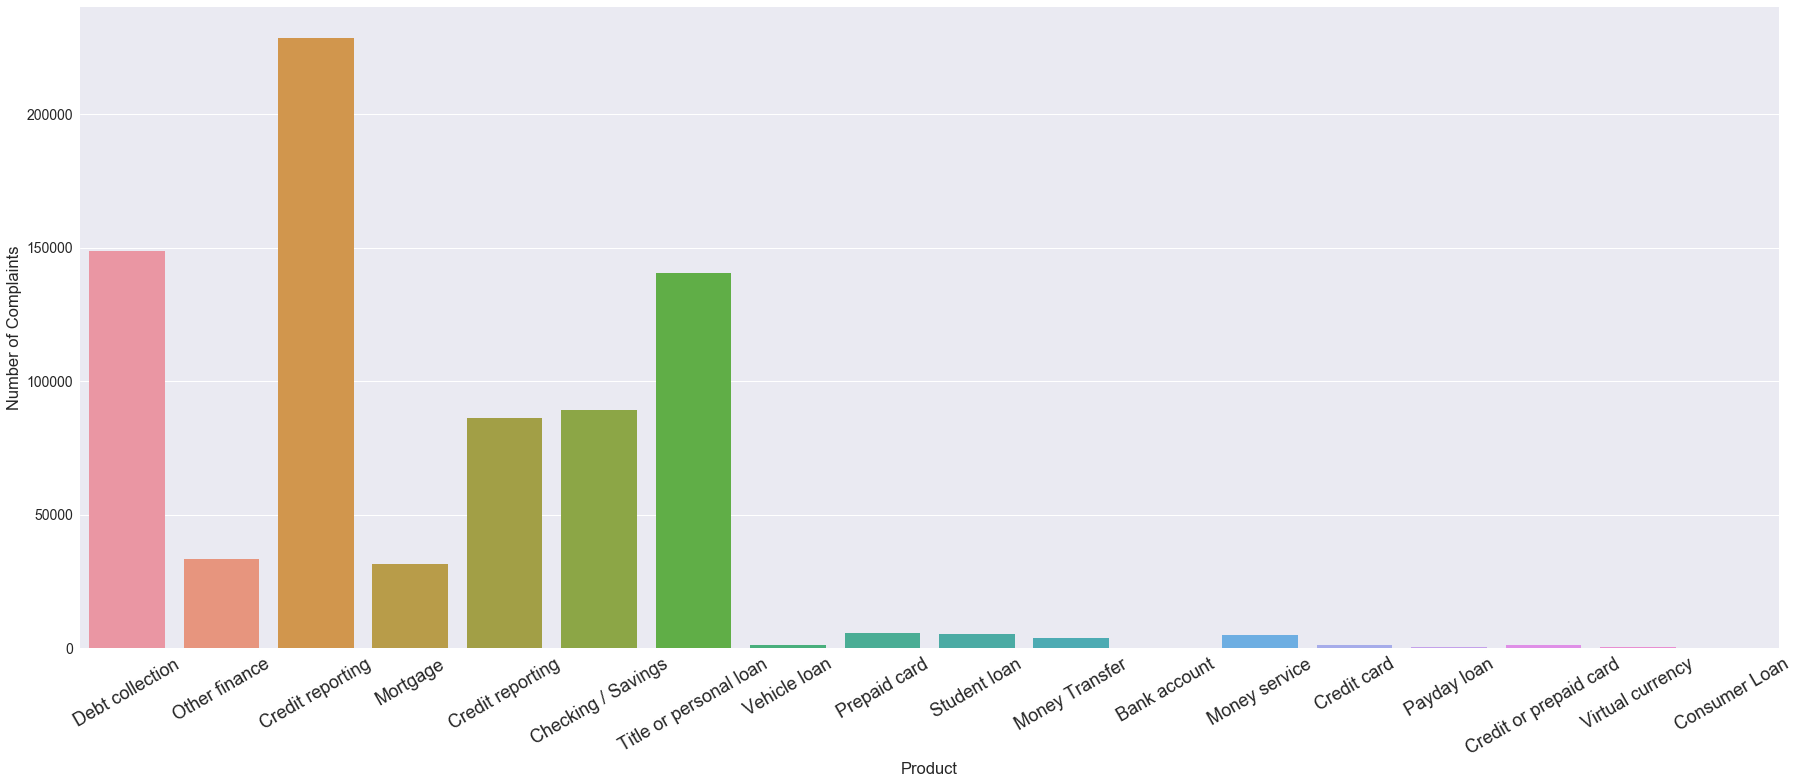 Number of Complaints
200000
150000
100000
50000
0
Debt collection
Other finance
Credit reporting
Mortgage
Credit reporting
Checking / Savings
Title or personal loan
Vehicle loan
Prepaid card
Student loan
Money Transfer
Bank account
Money service
Credit card
Payday loan
Credit or prepaid card
Virtual currency
Consumer Loan
Product